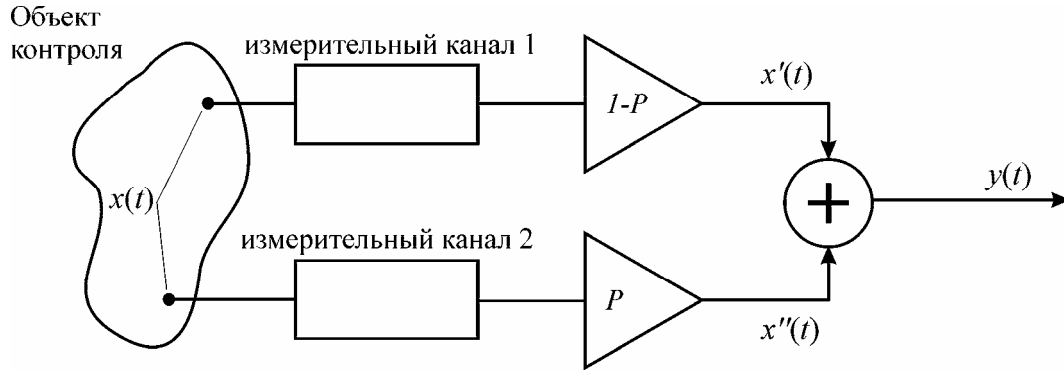 Объект
контроля
измерительный канал 1
1-P
x'(t)
x(t)
y(t)
+
измерительный канал 2
P
x''(t)